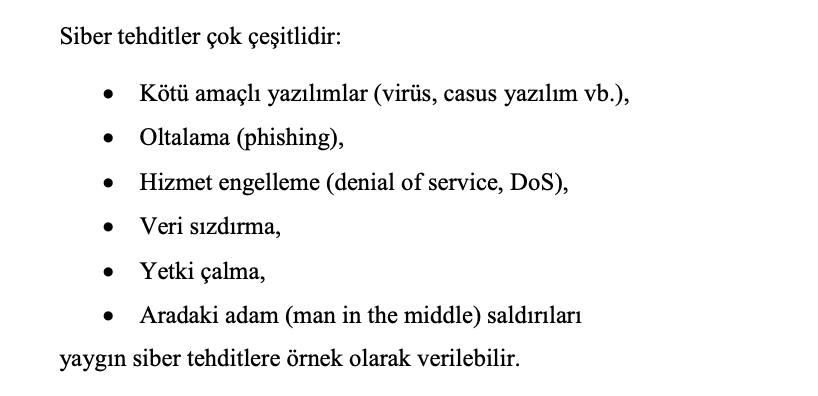 Siber tehditler çok çeşitlidir:
• Kötü amaçlı yazılımlar (virüs, casus yazılım vb.),
• Oltalama (phishing),
• Hizmet engelleme (denial of service, DoS),
• Veri sızdırma,
• Yetki çalma,
• Aradaki adam (man in the middle) saldırıları
yaygın siber tehditlere örnek olarak verilebilir.